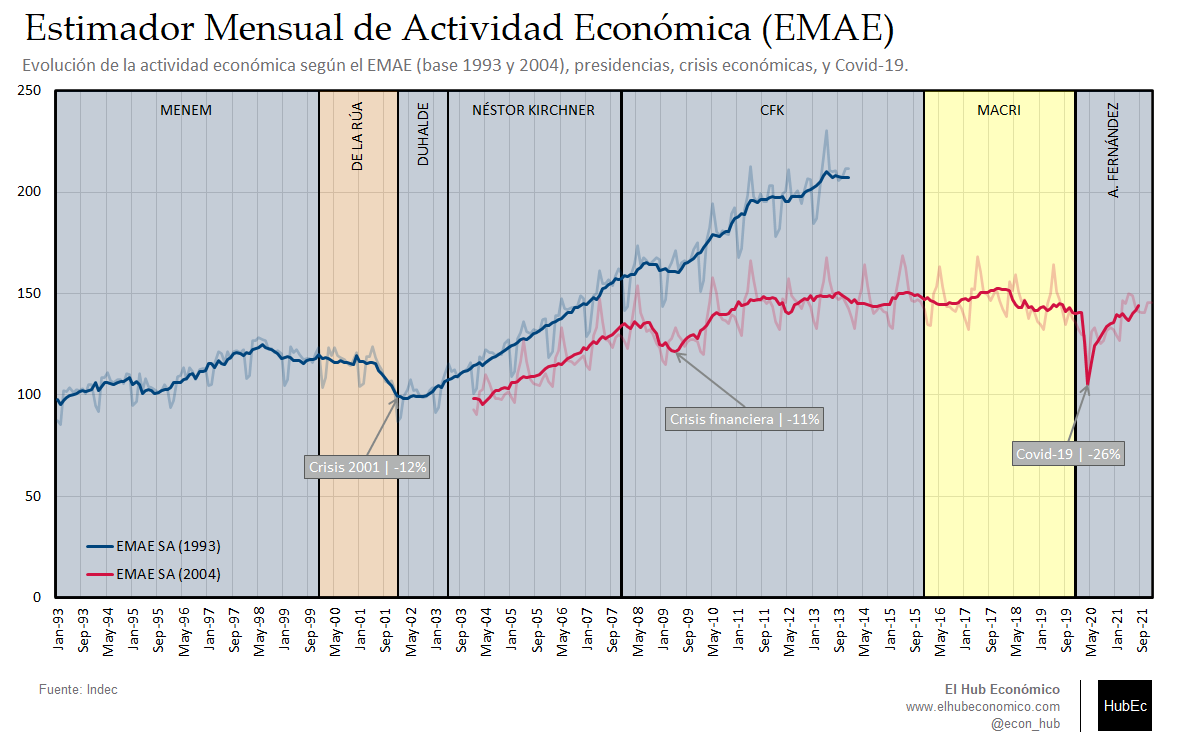 Estimador Mensual de Actividad Económica (EMAE)
Evolución de la actividad económica según el EMAE (base 1993 y 2004), presidencias, crisis económicas, y Covid-19.
250
200
150
100
50
0
MENEM
DE LA RÚA
DUHALDE
NÉSTOR KIRCHNER
CFK
MACRI
A. FERNÁNDEZ
Crisis financiera | -11%
Covid-19 | -26%
Crisis 2001 | -12%
EMAE SA (1993)
EMAE SA (2004)
Jan-93
Sep-93
May-94
Jan-95
Sep-95
May-96
Jan-97
Sep-97
May-98
Jan-99
Sep-99
May-00
Jan-01
Sep-01
May-02
Jan-03
Sep-03
May-04
Jan-05
Sep-05
May-06
Jan-07
Sep-07
May-08
Jan-09
Sep-09
May-10
Jan-11
Sep-11
May-12
Jan-13
Sep-13
May-14
Jan-15
Sep-15
May-16
Jan-17
Sep-17
May-18
Jan-19
Sep-19
May-20
Jan-21
Sep-21
Fuente: Indec
El Hub Económico
www.elhubeconomico.com
@econ_hub
HubEc